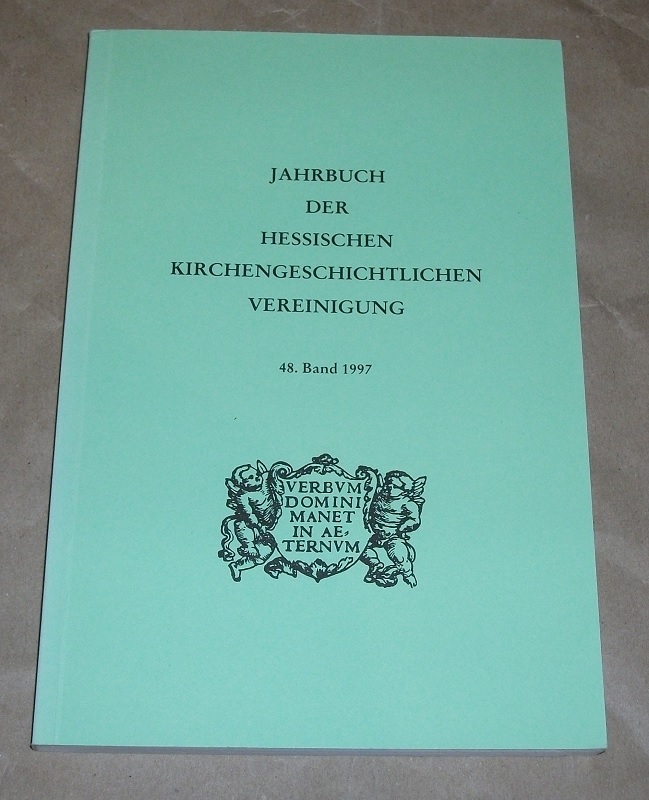 JAHRBUCH
DER
HESSISCHEN
KIRCHENGESCHICHTLICHEN
VEREINIGUNG
48. Band 1997
VERBVM
DOMINI
MANET
IN AE⸗
TERNVM